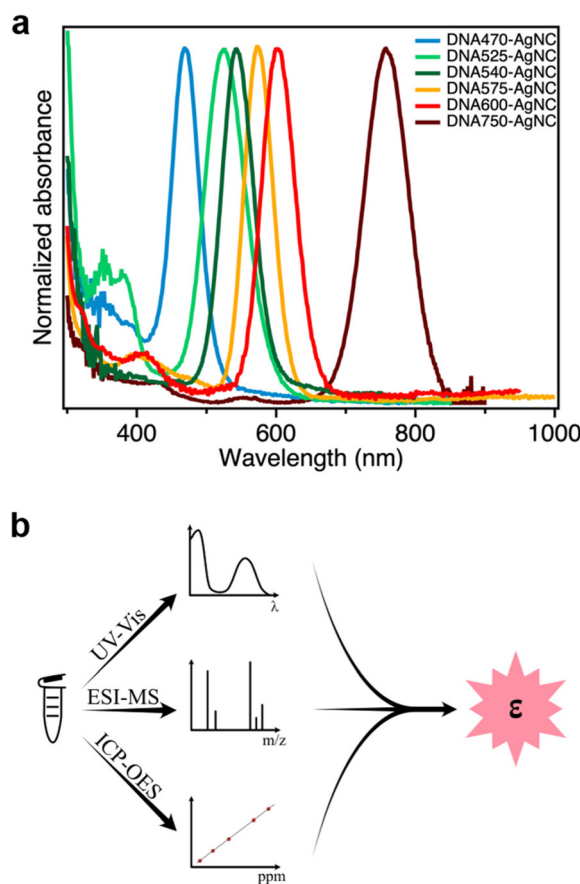 a
DNA470-AgNC
DNA525-AgNC
DNA540-AgNC
DNA575-AgNC
DNA600-AgNC
DNA750-AgNC
Normalized absorbance
400
600
800
1000
Wavelength (nm)
b
UV-Vis
λ
ESI-MS
m/z
ICP-OES
ppm
ε